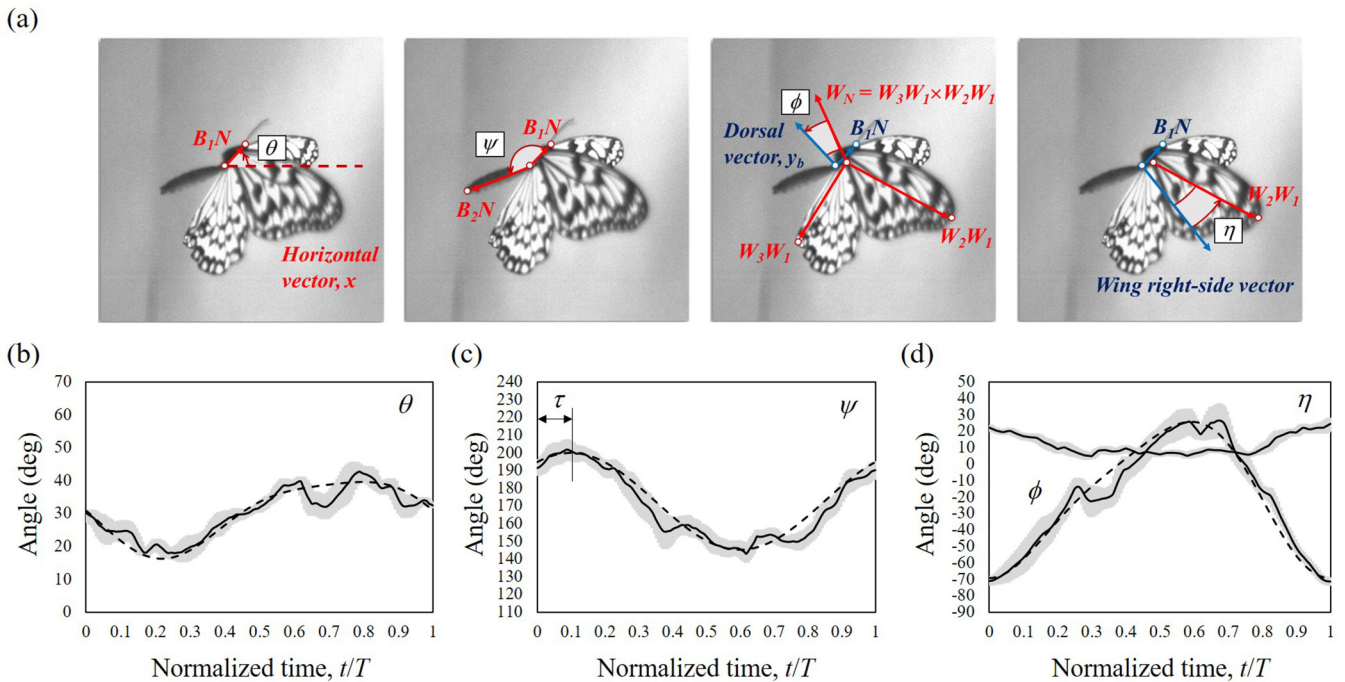 (a)
B₁N
θ
Horizontal
vector, x
B₁N
ψ
B₂N
W_N = W₃W₁×W₂W₁
ϕ
Dorsal
vector, y_b
B₁N
W₃W₁
W₂W₁
B₁N
W₂W₁
η
Wing right-side vector
(b)
θ
Angle (deg)
70
60
50
40
30
20
10
0
0 0.1 0.2 0.3 0.4 0.5 0.6 0.7 0.8 0.9 1
Normalized time, t/T
(c)
τ
ψ
Angle (deg)
240
230
220
210
200
190
180
170
160
150
140
130
120
110
0 0.1 0.2 0.3 0.4 0.5 0.6 0.7 0.8 0.9 1
Normalized time, t/T
(d)
η
ϕ
Angle (deg)
50
40
30
20
10
0
-10
-20
-30
-40
-50
-60
-70
-80
-90
0 0.1 0.2 0.3 0.4 0.5 0.6 0.7 0.8 0.9 1
Normalized time, t/T